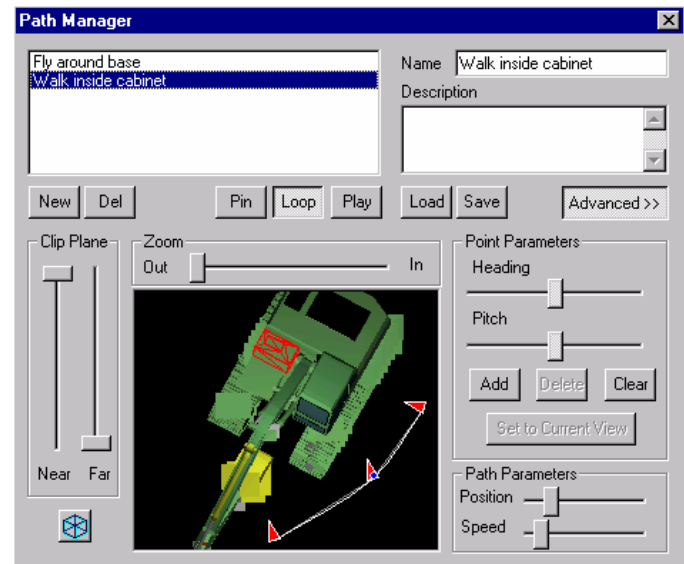 Path Manager
Fly around base
Walk inside cabinet
Name Walk inside cabinet
Description
New Del Pin Loop Play Load Save Advanced >>
Clip Plane
Near Far
Zoom
Out In
Point Parameters
Heading
Pitch
Add Delete Clear
Set to Current View
Path Parameters
Position
Speed